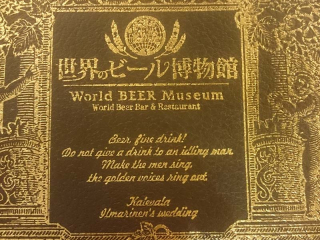 世界のビール博物館
World BEER Museum
World Beer Bar & Restaurant
Beer, fine drink!
Do not give a drink to an idling man.
Make the men sing,
the golden voices ring out.
Kalevala
Ilmarinen's wedding